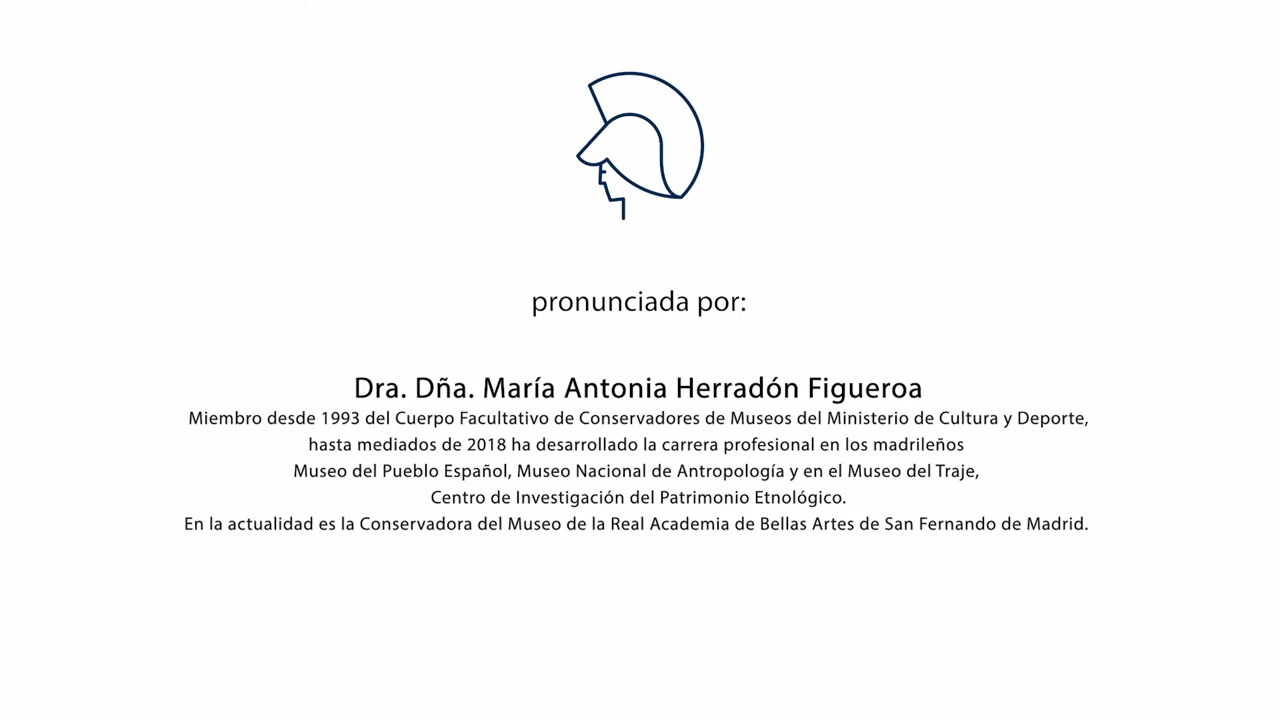 pronunciada por:
Dra. Dña. María Antonia Herradón Figueroa
Miembro desde 1993 del Cuerpo Facultativo de Conservadores de Museos del Ministerio de Cultura y Deporte,
hasta mediados de 2018 ha desarrollado la carrera profesional en los madrileños
Museo del Pueblo Español, Museo Nacional de Antropología y en el Museo del Traje,
Centro de Investigación del Patrimonio Etnológico.
En la actualidad es la Conservadora del Museo de la Real Academia de Bellas Artes de San Fernando de Madrid.